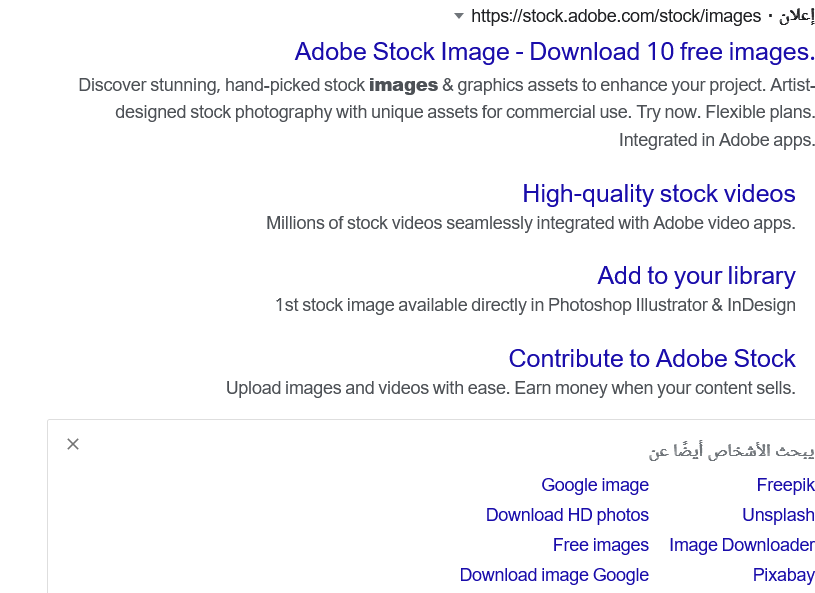 إعلان · https://stock.adobe.com/stock/images
Adobe Stock Image - Download 10 free images.
Discover stunning, hand-picked stock images & graphics assets to enhance your project. Artist-
designed stock photography with unique assets for commercial use. Try now. Flexible plans.
Integrated in Adobe apps.
High-quality stock videos
Millions of stock videos seamlessly integrated with Adobe video apps.
Add to your library
1st stock image available directly in Photoshop Illustrator & InDesign
Contribute to Adobe Stock
Upload images and videos with ease. Earn money when your content sells.
يبحث الأشخاص أيضًا عن
Freepik
Google image
Unsplash
Download HD photos
Image Downloader
Free images
Pixabay
Download image Google